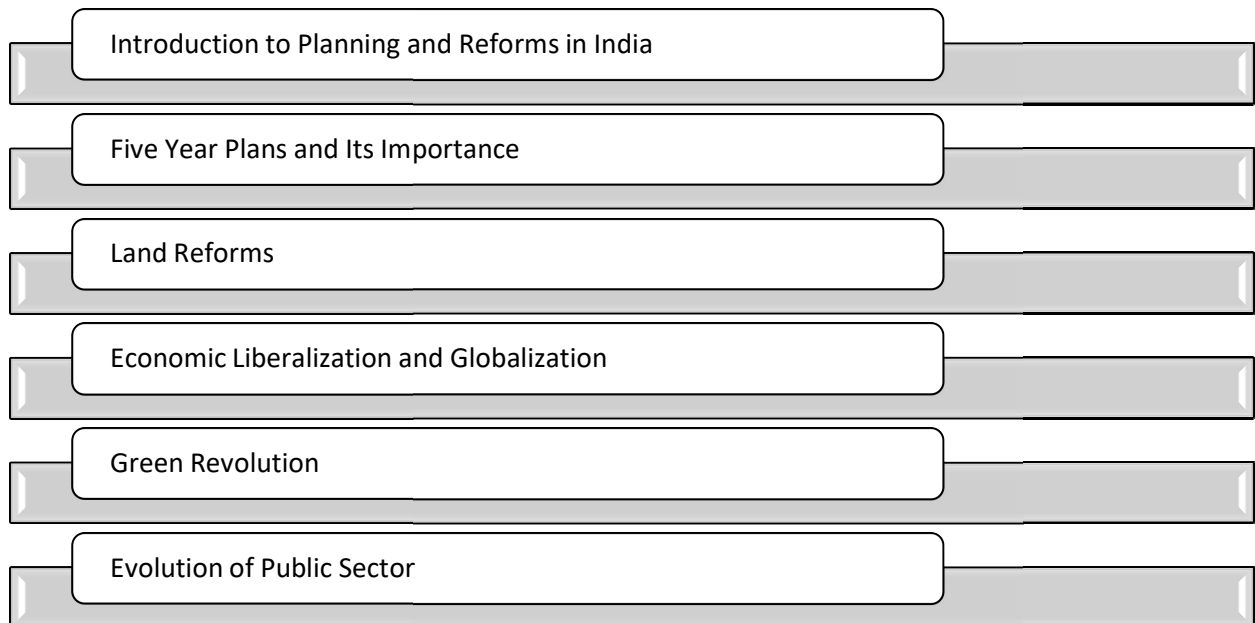 Introduction to Planning and Reforms in India
Five Year Plans and Its Importance
Land Reforms
Economic Liberalization and Globalization
Green Revolution
Evolution of Public Sector